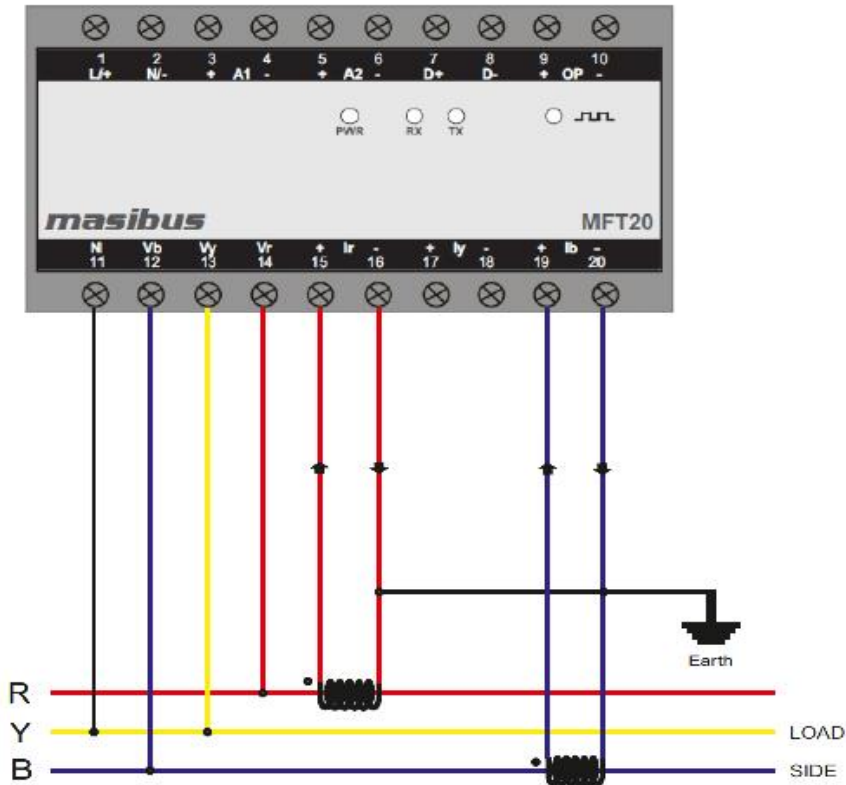 1 2 3 4 5 6 7 8 9 10
L/+ N/- + A1 - + A2 - D+ D- + OP -
PWR RX TX
masibus MFT20
N Vb Vy Vr + Ir - + Iy - + Ib -
11 12 13 14 15 16 17 18 19 20
Earth
R
Y LOAD
B SIDE